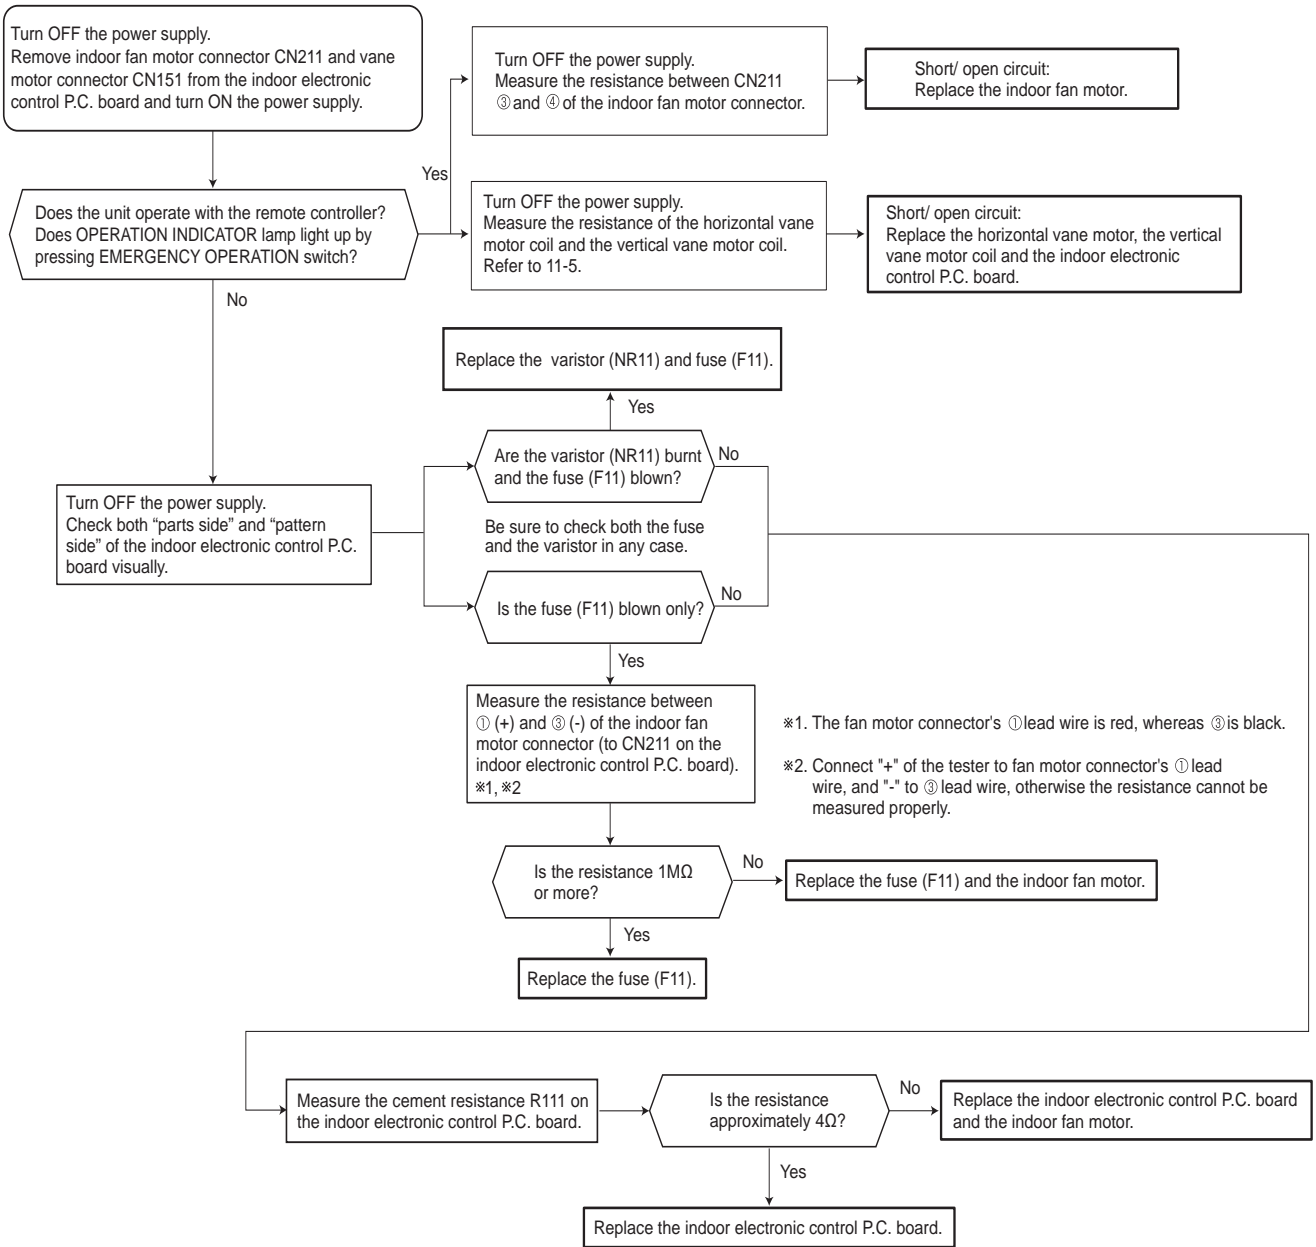 Turn OFF the power supply.
Remove indoor fan motor connector CN211 and vane
motor connector CN151 from the indoor electronic
control P.C. board and turn ON the power supply.
Turn OFF the power supply.
Measure the resistance between CN211
③ and ④ of the indoor fan motor connector.
Short/ open circuit:
Replace the indoor fan motor.
Yes
Does the unit operate with the remote controller?
Does OPERATION INDICATOR lamp light up by
pressing EMERGENCY OPERATION switch?
Turn OFF the power supply.
Measure the resistance of the horizontal vane
motor coil and the vertical vane motor coil.
Refer to 11-5.
Short/ open circuit:
Replace the horizontal vane motor, the vertical
vane motor coil and the indoor electronic
control P.C. board.
No
Replace the varistor (NR11) and fuse (F11).
Yes
Are the varistor (NR11) burnt
and the fuse (F11) blown?
No
Turn OFF the power supply.
Check both “parts side” and “pattern
side” of the indoor electronic control P.C.
board visually.
Be sure to check both the fuse
and the varistor in any case.
Is the fuse (F11) blown only?
No
Yes
Measure the resistance between
① (+) and ③ (-) of the indoor fan
motor connector (to CN211 on the
indoor electronic control P.C. board).
※1, ※2
※1. The fan motor connector's ① lead wire is red, whereas ③ is black.
※2. Connect "+" of the tester to fan motor connector's ① lead
wire, and "-" to ③ lead wire, otherwise the resistance cannot be
measured properly.
Is the resistance 1MΩ
or more?
No
Replace the fuse (F11) and the indoor fan motor.
Yes
Replace the fuse (F11).
Measure the cement resistance R111 on
the indoor electronic control P.C. board.
Is the resistance
approximately 4Ω?
No
Replace the indoor electronic control P.C. board
and the indoor fan motor.
Yes
Replace the indoor electronic control P.C. board.